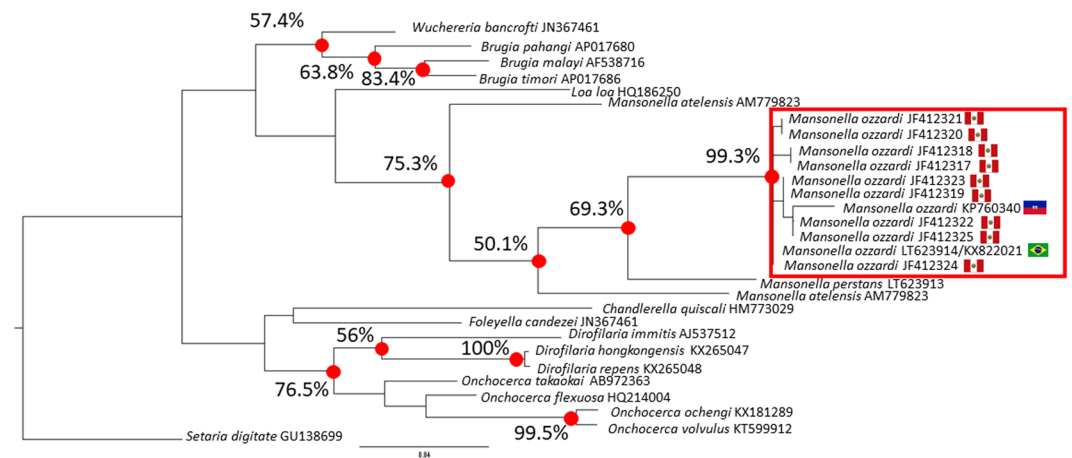 57.4%
Wuchereria bancrofti JN367461
Brugia pahangi AP017680
63.8%
83.4%
Brugia malayi AF538716
Brugia timori AP017686
Loa loa HQ186250
Mansonella atelensis AM779823
Mansonella ozzardi JF412321
Mansonella ozzardi JF412320
75.3%
99.3%
Mansonella ozzardi JF412318
Mansonella ozzardi JF412317
Mansonella ozzardi JF412323
Mansonella ozzardi JF412319
69.3%
Mansonella ozzardi KP760340
Mansonella ozzardi JF412322
Mansonella ozzardi JF412325
50.1%
Mansonella ozzardi LT623914/KX822021
Mansonella ozzardi JF412324
Mansonella perstans LT623913
Mansonella atelensis AM779823
Chandlerella quiscali HM773029
Foleyella candezei JN367461
56%
Dirofilaria immitis AJ537512
100%
Dirofilaria hongkongensis KX265047
Dirofilaria repens KX265048
76.5%
Onchocerca takaokai AB972363
Onchocerca flexuosa HQ214004
Onchocerca ochengi KX181289
99.5%
Onchocerca volvulus KT599912
Setaria digitate GU138699
0.04